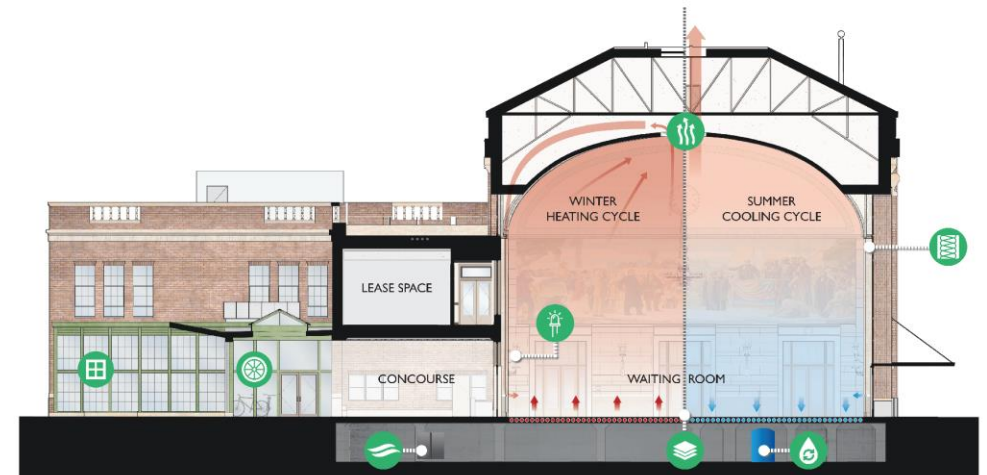 WINTER
HEATING CYCLE
SUMMER
COOLING CYCLE
LEASE SPACE
CONCOURSE
WAITING ROOM